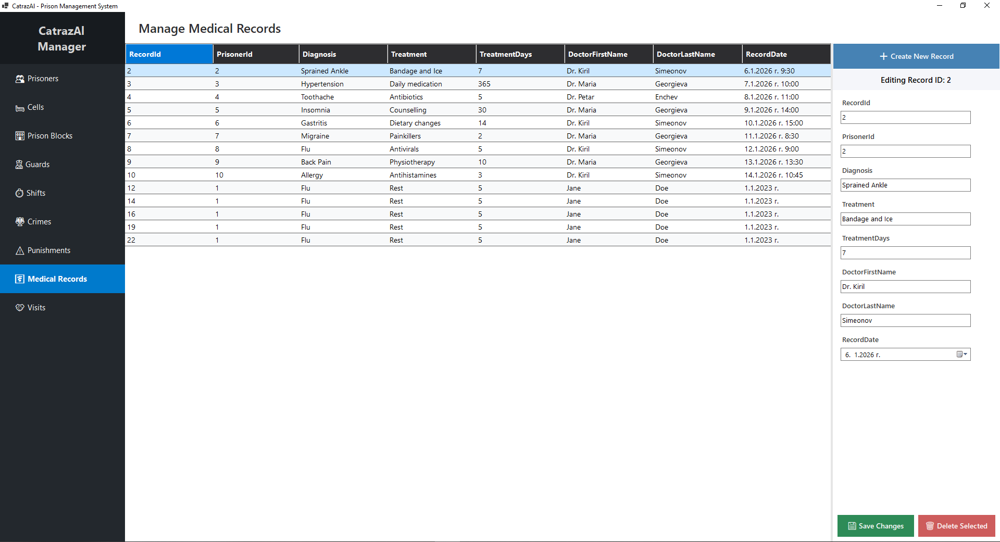 CatrazAl - Prison Management System
CatrazAl
Manager
Prisoners
Cells
Prison Blocks
Guards
Shifts
Crimes
Punishments
Medical Records
Visits
Manage Medical Records
RecordId PrisonerId Diagnosis Treatment TreatmentDays DoctorFirstName DoctorLastName RecordDate
2 2 Sprained Ankle Bandage and Ice 7 Dr. Kiril Simeonov 6.1.2026 г. 9:30
3 3 Hypertension Daily medication 365 Dr. Maria Georgieva 7.1.2026 г. 10:00
4 4 Toothache Antibiotics 5 Dr. Petar Enchev 8.1.2026 г. 11:00
5 5 Insomnia Counselling 30 Dr. Maria Georgieva 9.1.2026 г. 14:00
6 6 Gastritis Dietary changes 14 Dr. Kiril Simeonov 10.1.2026 г. 15:00
7 7 Migraine Painkillers 2 Dr. Maria Georgieva 11.1.2026 г. 8:30
8 8 Flu Antivirals 5 Dr. Kiril Simeonov 12.1.2026 г. 9:00
9 9 Back Pain Physiotherapy 10 Dr. Maria Georgieva 13.1.2026 г. 13:30
10 10 Allergy Antihistamines 3 Dr. Kiril Simeonov 14.1.2026 г. 10:45
12 1 Flu Rest 5 Jane Doe 1.1.2023 г.
14 1 Flu Rest 5 Jane Doe 1.1.2023 г.
16 1 Flu Rest 5 Jane Doe 1.1.2023 г.
19 1 Flu Rest 5 Jane Doe 1.1.2023 г.
22 1 Flu Rest 5 Jane Doe 1.1.2023 г.
Create New Record
Editing Record ID: 2
RecordId
2
PrisonerId
2
Diagnosis
Sprained Ankle
Treatment
Bandage and Ice
TreatmentDays
7
DoctorFirstName
Dr. Kiril
DoctorLastName
Simeonov
RecordDate
6. 1.2026 г.
Save Changes
Delete Selected